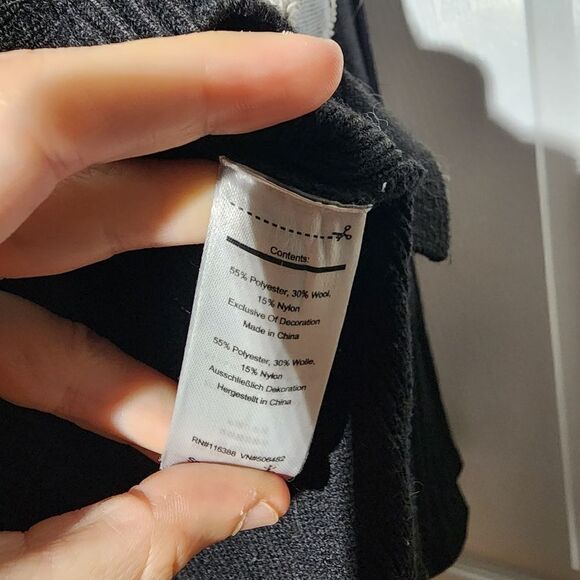 Contents:
55% Polyester, 30% Wool,
15% Nylon
Exclusive Of Decoration
Made in China
55% Polyester, 30% Wolle,
15% Nylon
Ausschließlich Dekoration
Hergestellt in China
RN#116388 VN#506482